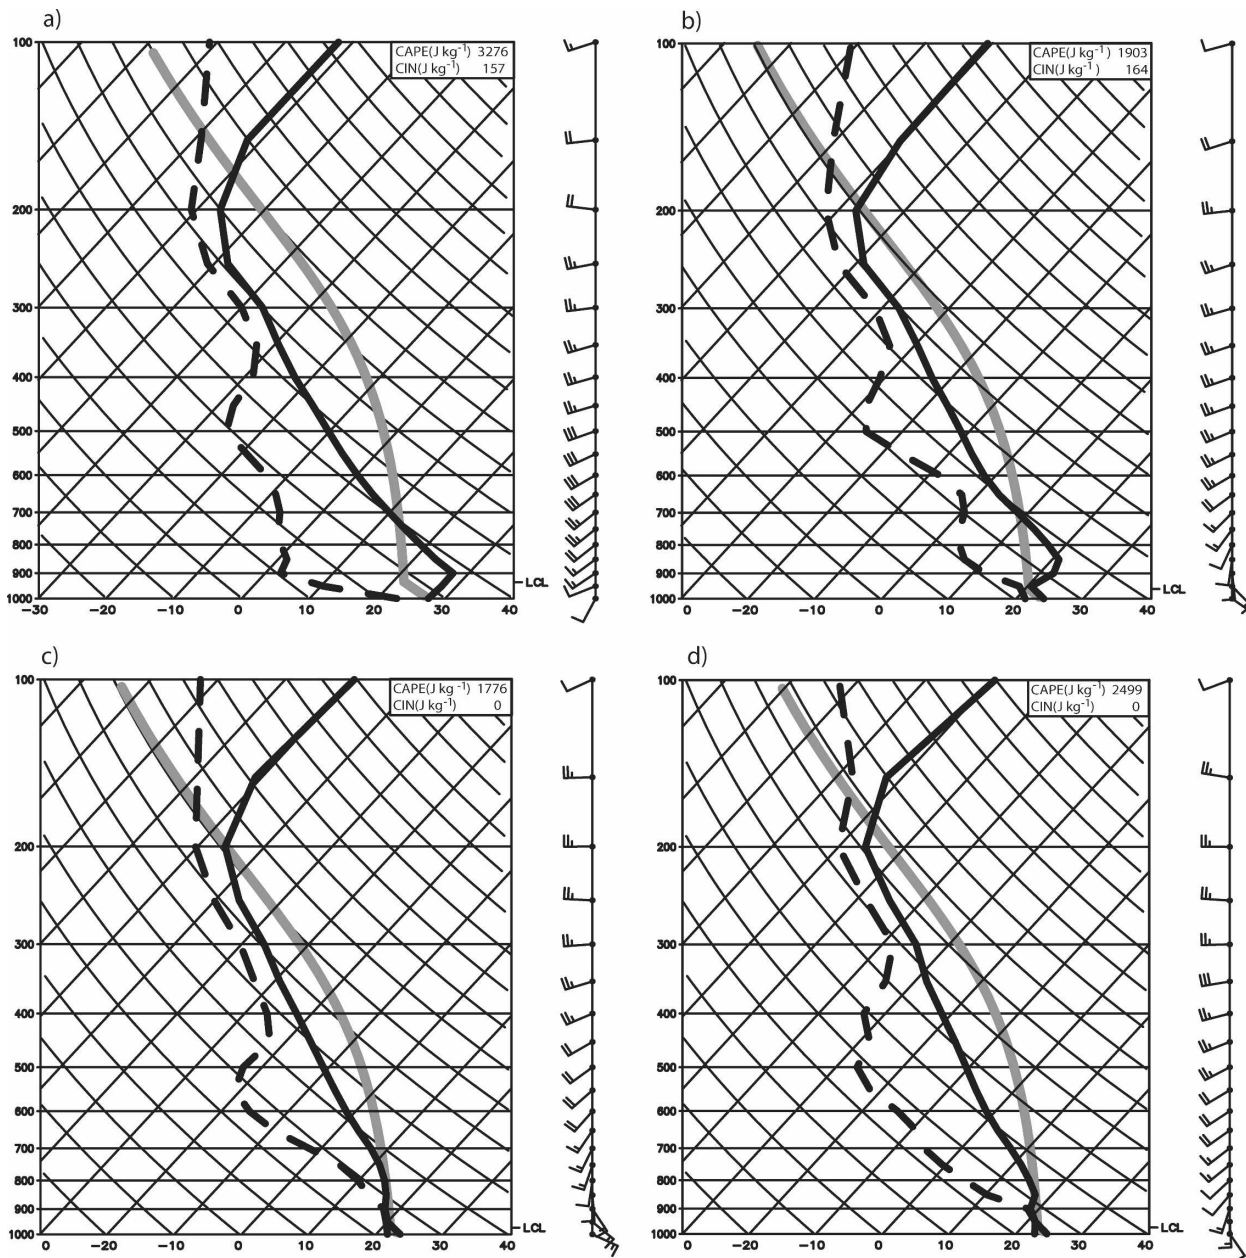 a)
100
200
300
400
500
600
700
800
900
1000
-30 -20 -10 0 10 20 30 40
CAPE(J kg-1) 3276
CIN(J kg-1) 157
LCL
b)
100
200
300
400
500
600
700
800
900
1000
0 -20 -10 0 10 20 30 40
CAPE(J kg-1) 1903
CIN(J kg-1) 164
LCL
c)
100
200
300
400
500
600
700
800
900
1000
0 -20 -10 0 10 20 30 40
CAPE(J kg-1) 1776
CIN(J kg-1) 0
LCL
d)
100
200
300
400
500
600
700
800
900
1000
0 -20 -10 0 10 20 30 40
CAPE(J kg-1) 2499
CIN(J kg-1) 0
LCL